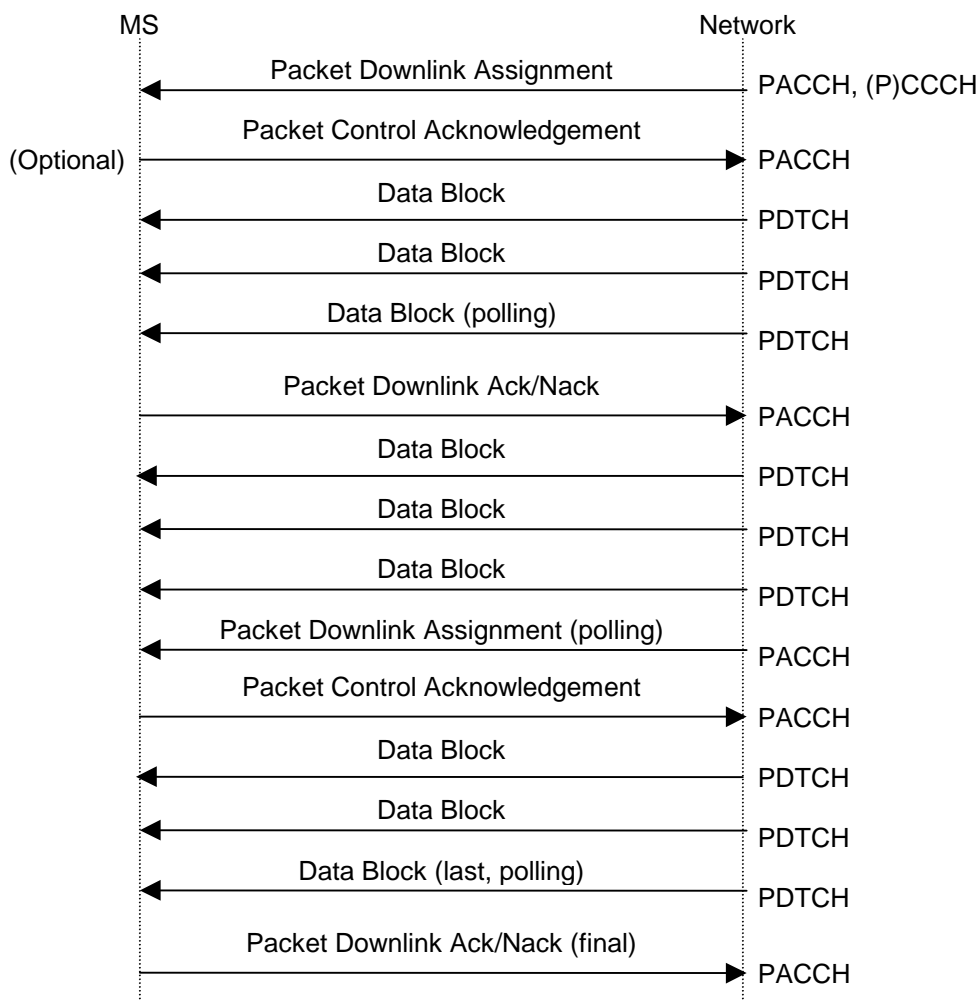 MS Network
Packet Downlink Assignment PACCH, (P)CCCH
(Optional) Packet Control Acknowledgement PACCH
Data Block PDTCH
Data Block PDTCH
Data Block (polling) PDTCH
Packet Downlink Ack/Nack PACCH
Data Block PDTCH
Data Block PDTCH
Data Block PDTCH
Packet Downlink Assignment (polling) PACCH
Packet Control Acknowledgement PACCH
Data Block PDTCH
Data Block PDTCH
Data Block (last, polling) PDTCH
Packet Downlink Ack/Nack (final) PACCH